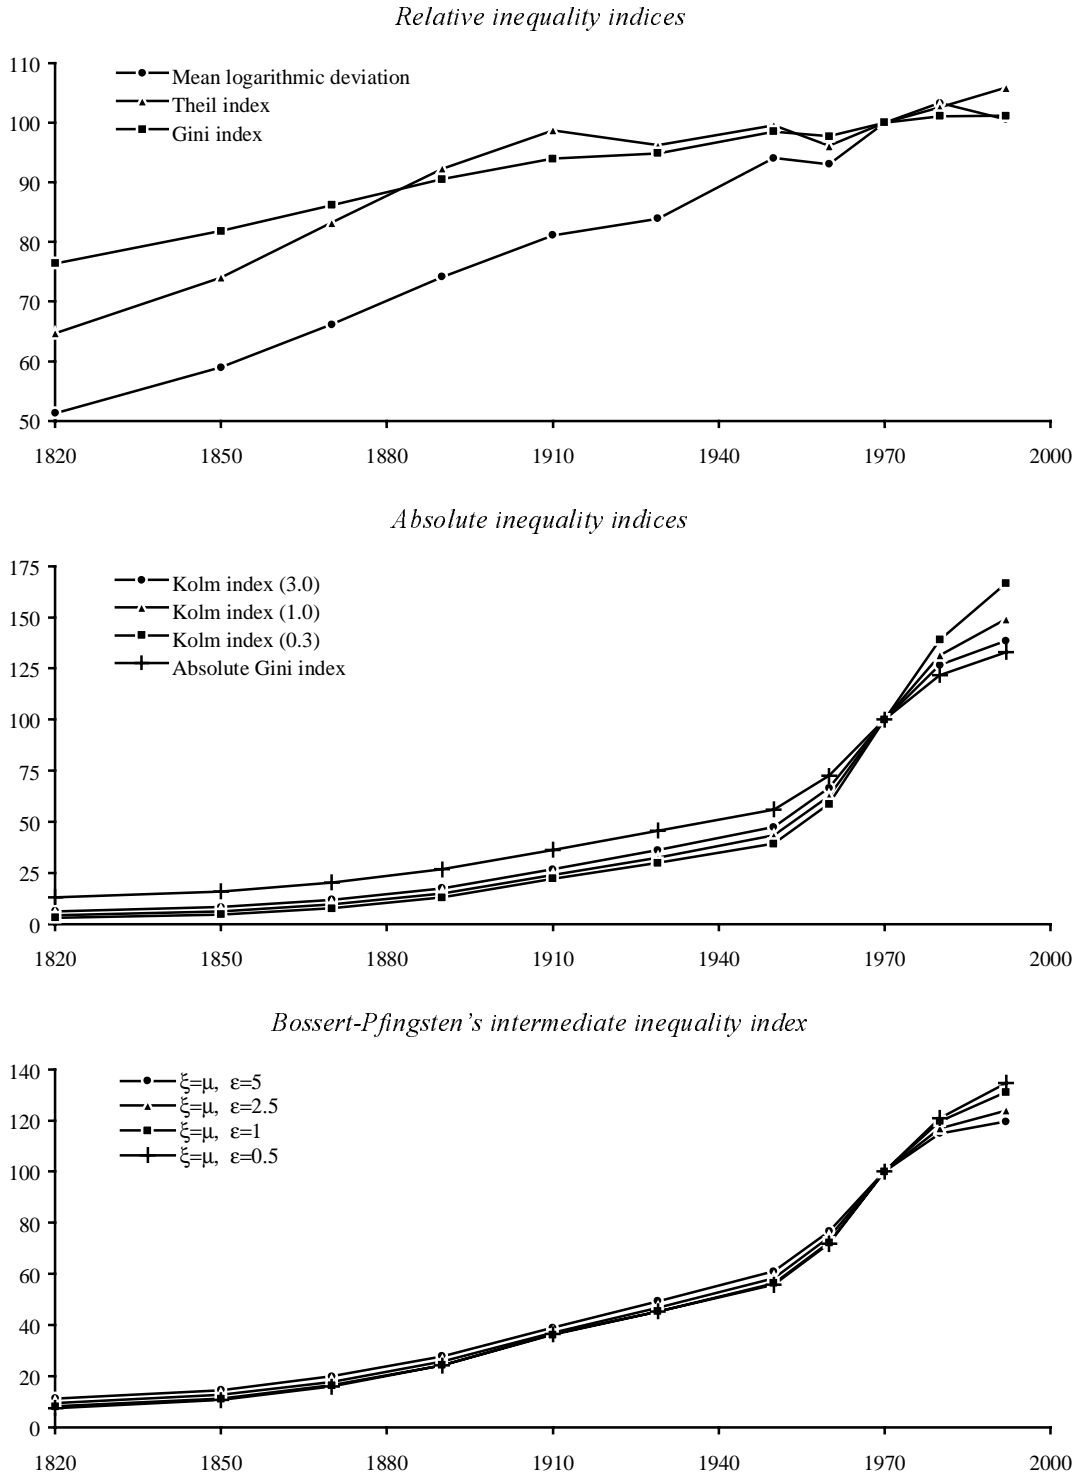 Relative inequality indices
110
100
90
80
70
60
50
Mean logarithmic deviation
Theil index
Gini index
1820 1850 1880 1910 1940 1970 2000
Absolute inequality indices
175
150
125
100
75
50
25
0
Kolm index (3.0)
Kolm index (1.0)
Kolm index (0.3)
Absolute Gini index
1820 1850 1880 1910 1940 1970 2000
Bossert-Pfingsten’s intermediate inequality index
140
120
100
80
60
40
20
0
ξ=μ, ε=5
ξ=μ, ε=2.5
ξ=μ, ε=1
ξ=μ, ε=0.5
1820 1850 1880 1910 1940 1970 2000